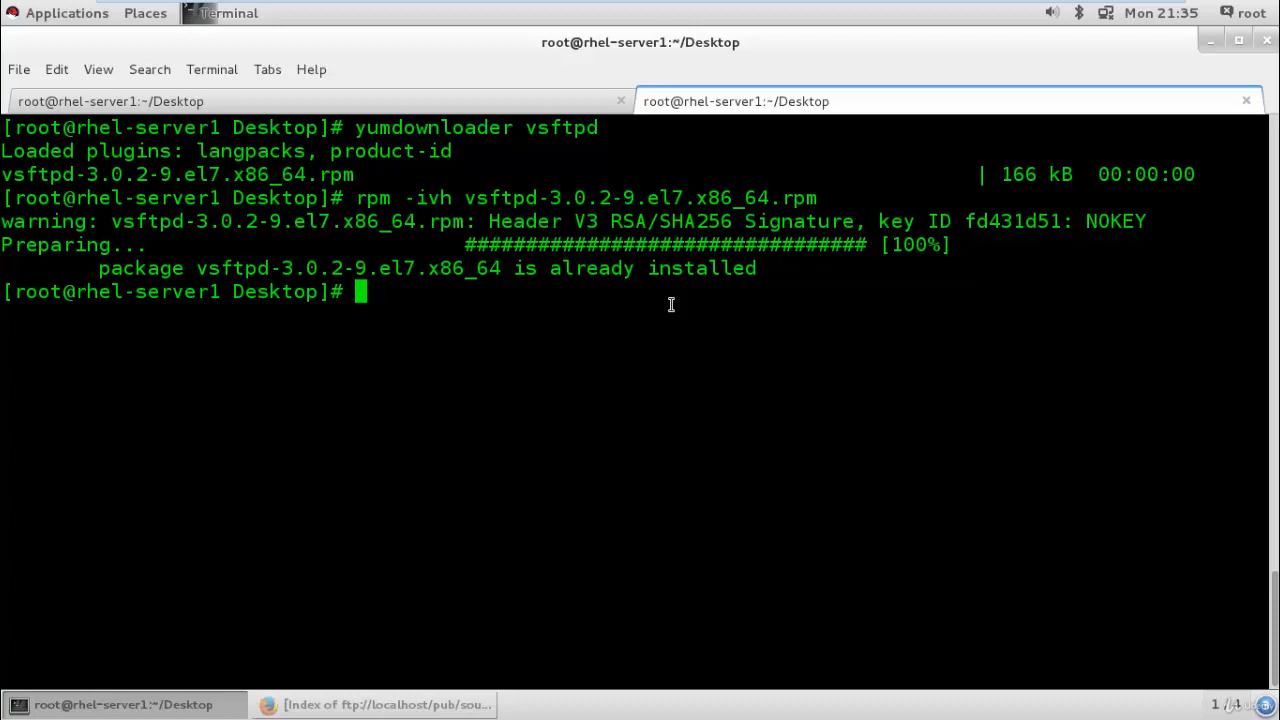 Applications Places Terminal Mon 21:35 root
root@rhel-server1:~/Desktop
File Edit View Search Terminal Tabs Help
root@rhel-server1:~/Desktop root@rhel-server1:~/Desktop
[root@rhel-server1 Desktop]# yumdownloader vsftpd
Loaded plugins: langpacks, product-id
vsftpd-3.0.2-9.el7.x86_64.rpm | 166 kB 00:00:00
[root@rhel-server1 Desktop]# rpm -ivh vsftpd-3.0.2-9.el7.x86_64.rpm
warning: vsftpd-3.0.2-9.el7.x86_64.rpm: Header V3 RSA/SHA256 Signature, key ID fd431d51: NOKEY
Preparing... ################################# [100%]
package vsftpd-3.0.2-9.el7.x86_64 is already installed
[root@rhel-server1 Desktop]#
root@rhel-server1:~/Desktop [Index of ftp://localhost/pub/sou... 1 / 4